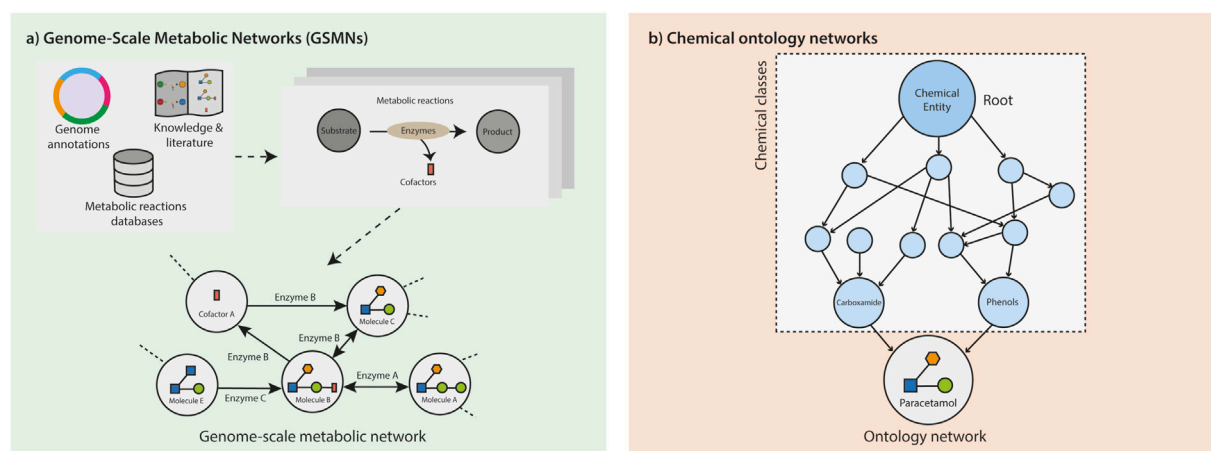 a) Genome-Scale Metabolic Networks (GSMNs)
Genome
annotations
Knowledge &
literature
Metabolic reactions
databases
Metabolic reactions
Substrate
Enzymes
Product
Cofactors
Cofactor A
Enzyme B
Molecule C
Enzyme B
Enzyme B
Molecule E
Enzyme C
Molecule B
Enzyme A
Molecule A
Genome-scale metabolic network
b) Chemical ontology networks
Chemical classes
Chemical
Entity
Root
Carboxamide
Phenols
Paracetamol
Ontology network